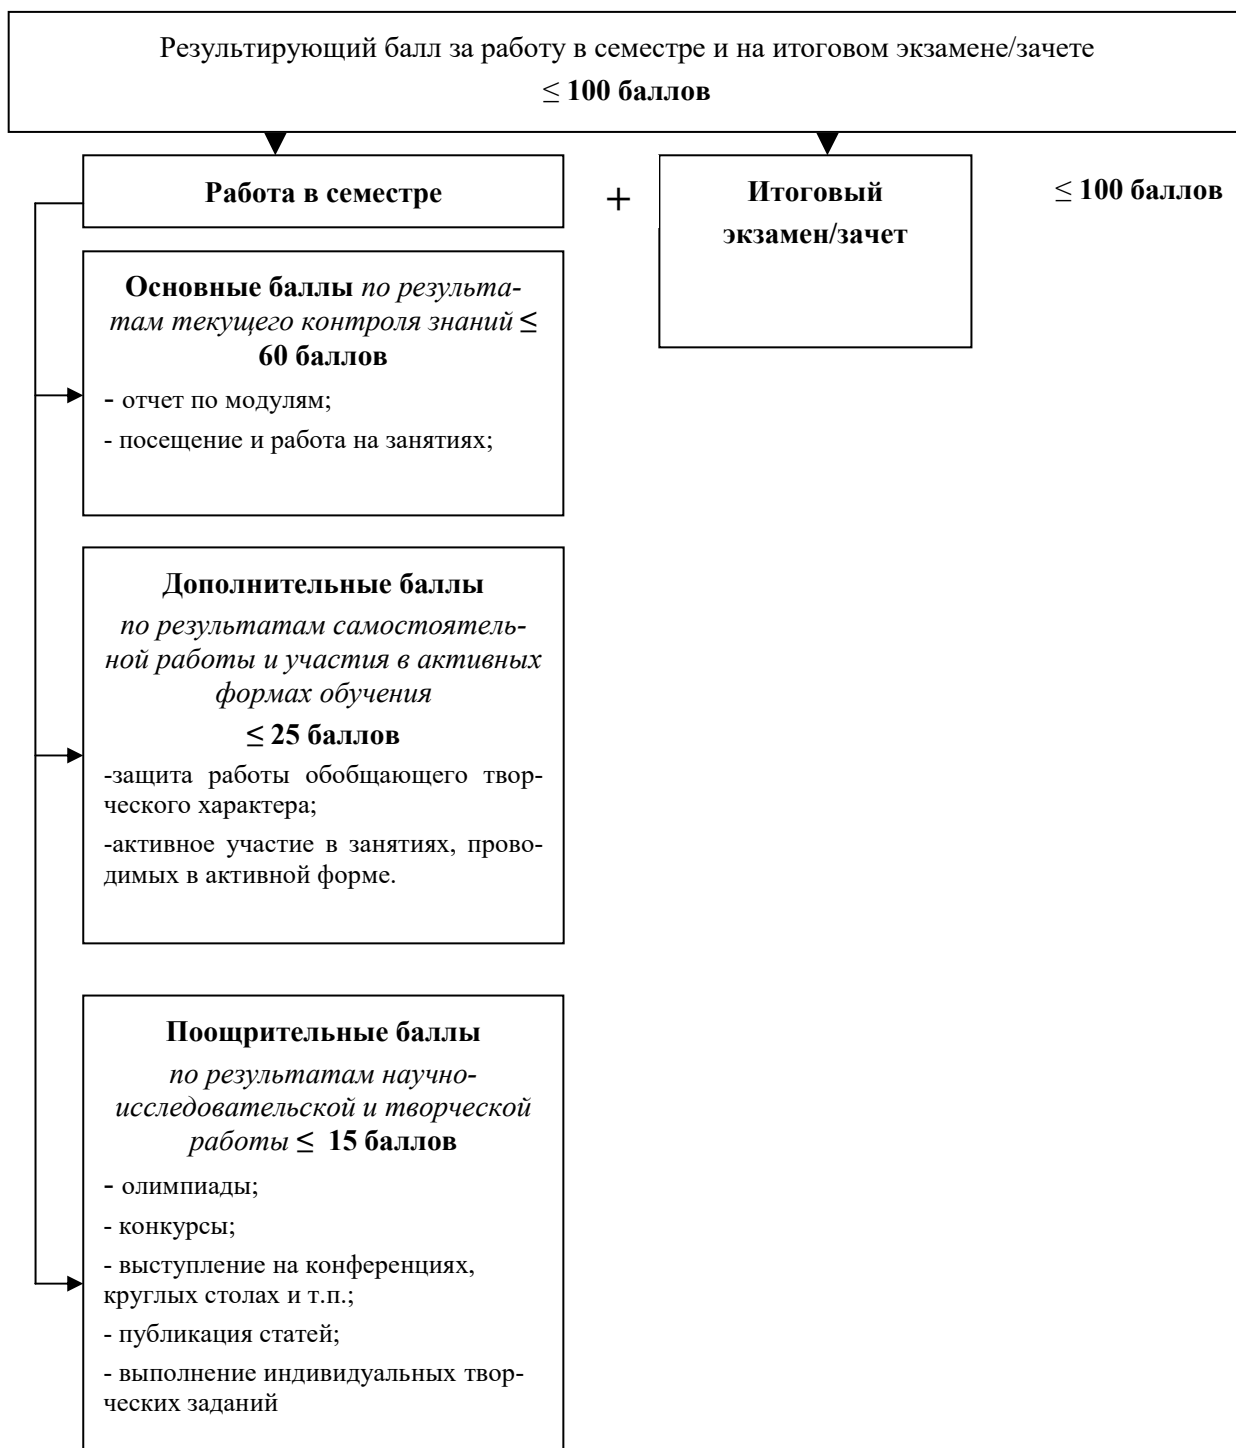 Результирующий балл за работу в семестре и на итоговом экзамене/зачете
≤ 100 баллов
Работа в семестре
+
Итоговый
экзамен/зачет
≤ 100 баллов
Основные баллы по результа-
там текущего контроля знаний ≤
60 баллов
- отчет по модулям;
- посещение и работа на занятиях;
Дополнительные баллы
по результатам самостоятель-
ной работы и участия в активных
формах обучения
≤ 25 баллов
-защита работы обобщающего твор-
ческого характера;
-активное участие в занятиях, прово-
димых в активной форме.
Поощрительные баллы
по результатам научно-
исследовательской и творческой
работы ≤ 15 баллов
- олимпиады;
- конкурсы;
- выступление на конференциях,
круглых столах и т.п.;
- публикация статей;
- выполнение индивидуальных твор-
ческих заданий